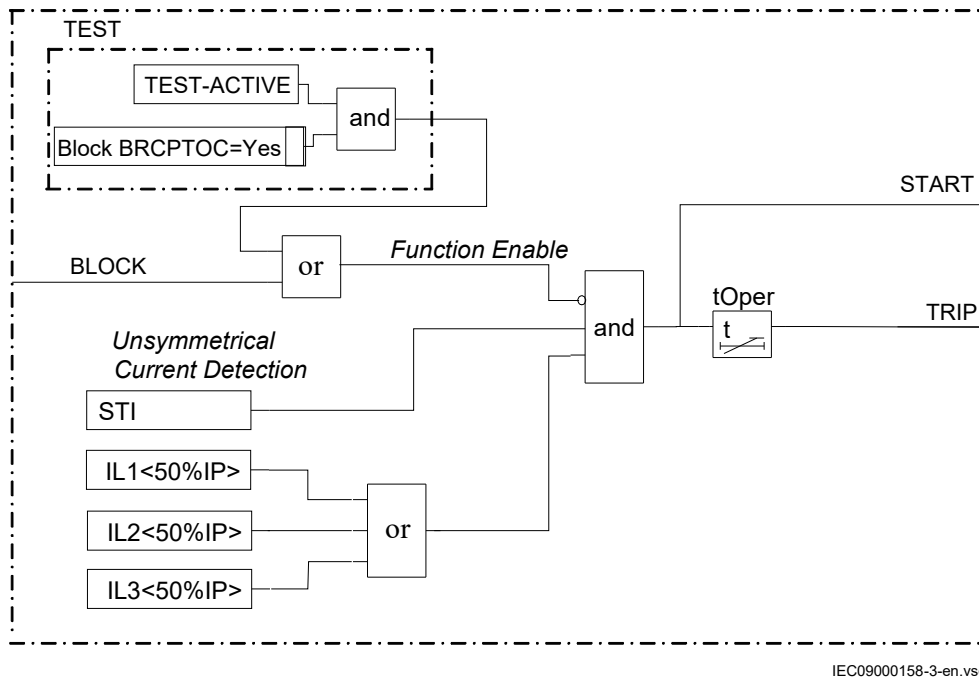 TEST
TEST-ACTIVE
and
Block BRCPTOC=Yes
START
BLOCK
or
Function Enable
tOper
and
t
TRIP
Unsymmetrical
Current Detection
STI
IL1<50%IP>
IL2<50%IP>
or
IL3<50%IP>
IEC09000158-3-en.vs